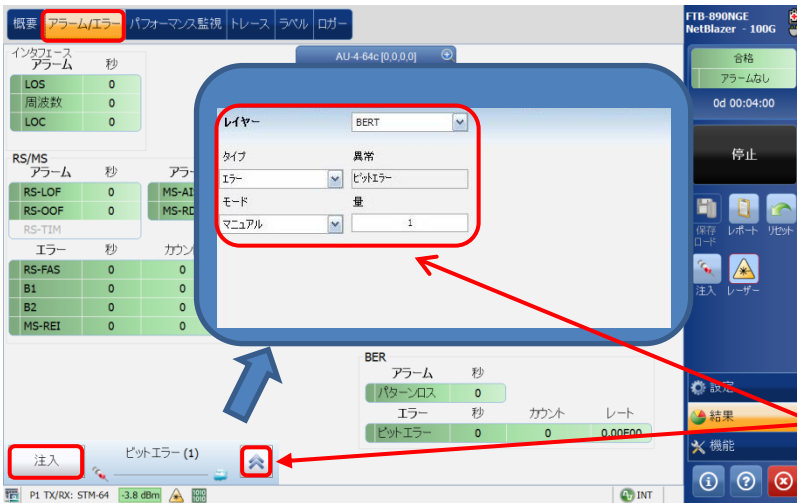 概要 アラーム/エラー パフォーマンス監視 トレース ラベル ロガー
FTB-890NGE
NetBlazer - 100G
インタフェース
アラーム 秒
AU-4-64c [0,0,0,0]
合格
アラームなし
LOS 0
周波数 0
LOC 0
0d 00:04:00
レイヤー BERT
タイプ 異常
エラー ビットエラー
モード 量
マニュアル 1
停止
RS/MS
アラーム 秒
RS-LOF 0 MS-AI
RS-OOF 0 MS-RD
RS-TIM
エラー 秒 カウン
RS-FAS 0 0
B1 0 0
B2 0 0
MS-REI 0 0
保存 レポート リセット
ロード
注入 レーザー
BER
アラーム 秒
パターンロス 0
エラー 秒 カウント レート
ビットエラー 0 0 0.00E00
設定
結果
機能
注入 ビットエラー (1)
P1 TX/RX: STM-64 -3.8 dBm INT